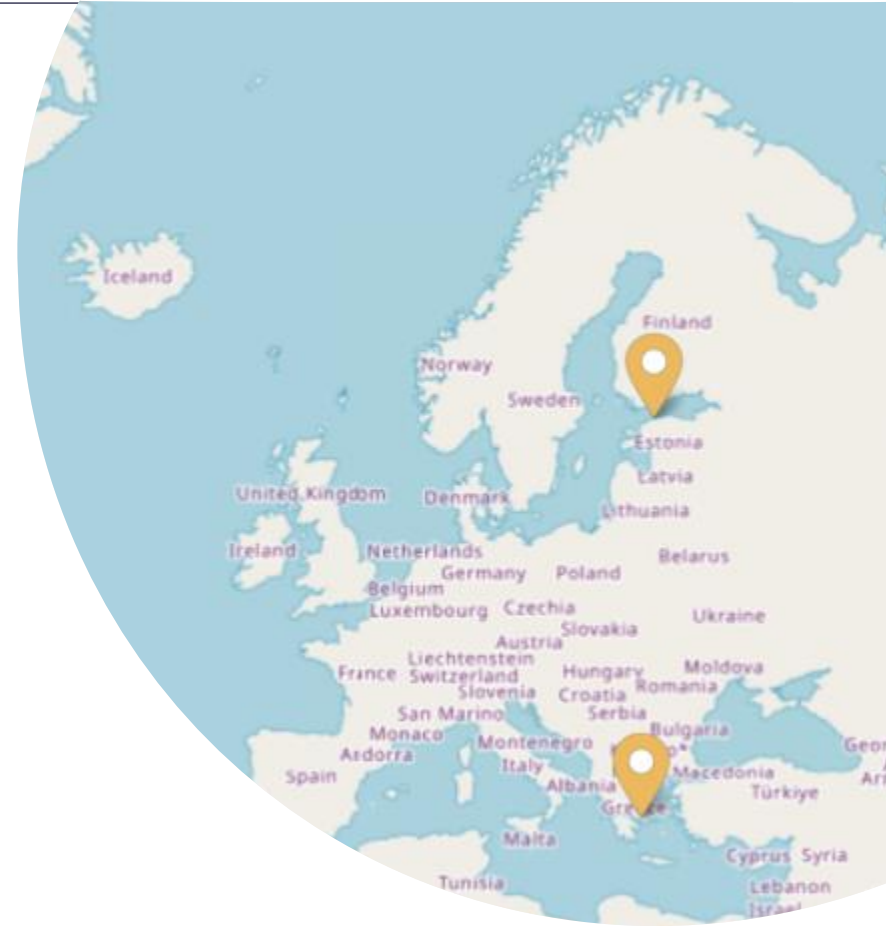 Iceland
Finland
Norway
Sweden
Estonia
Latvia
United Kingdom
Denmark
Lithuania
Ireland
Netherlands
Belarus
Germany
Poland
Belgium
Luxembourg
Czechia
Ukraine
Slovakia
Austria
Liechtenstein
France
Switzerland
Hungary
Moldova
Slovenia
Croatia
Romania
San Marino
Serbia
Monaco
Bulgaria
Montenegro
Andorra
Italy
Macedonia
Spain
Albania
Türkiye
Malta
Cyprus
Syria
Tunisia
Lebanon